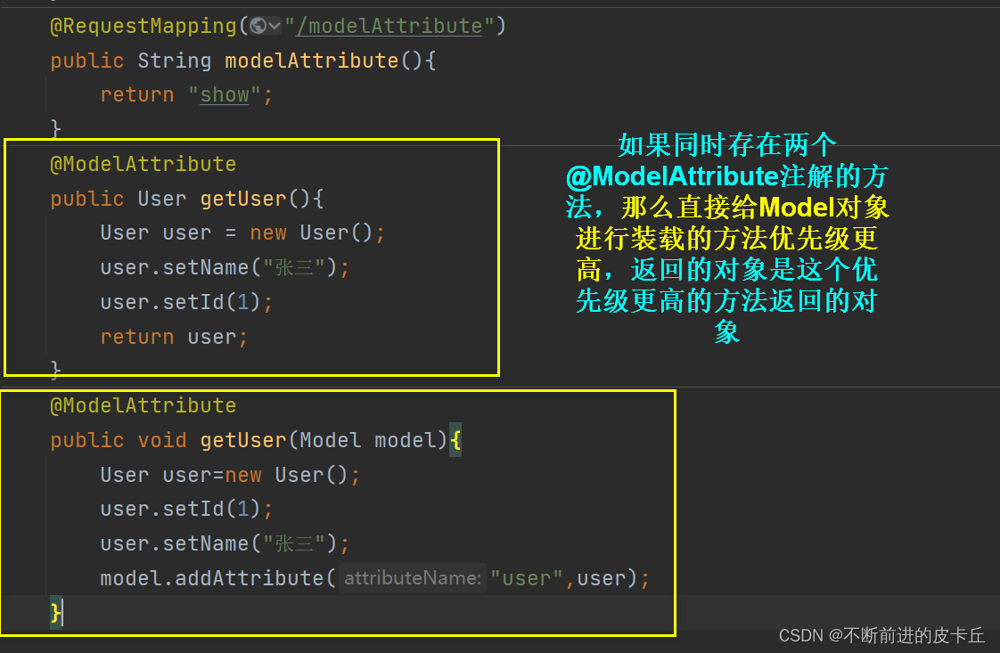 @RequestMapping("/modelAttribute")
public String modelAttribute(){
return "show";
}
@ModelAttribute
public User getUser(){
User user = new User();
user.setName("张三");
user.setId(1);
return user;
}
如果同时存在两个
@ModelAttribute注解的方
法，那么直接给Model对象
进行装载的方法优先级更
高，返回的对象是这个优
先级更高的方法返回的对
象
@ModelAttribute
public void getUser(Model model){
User user=new User();
user.setId(1);
user.setName("张三");
model.addAttribute( attributeName: "user",user);
}
CSDN @不断前进的皮卡丘